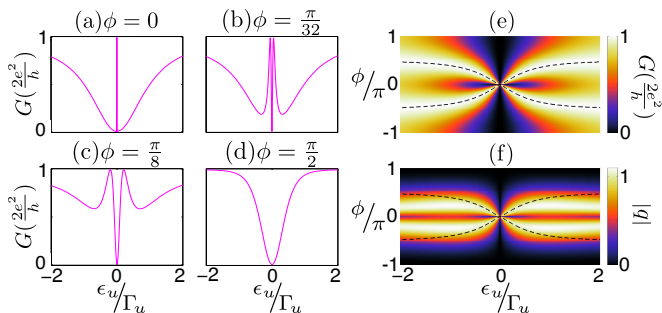 (a) ϕ = 0
(b) ϕ = π/32
(e)
1
0
G(2e²/h)
1
0
-1
ϕ/π
1
0
G(2e²/h)
(c) ϕ = π/8
(d) ϕ = π/2
(f)
1
0
G(2e²/h)
−2 0 2
ϵu/Γu
−2 0 2
ϵu/Γu
1
0
-1
ϕ/π
−2 0 2
ϵu/Γu
1
0
|q|